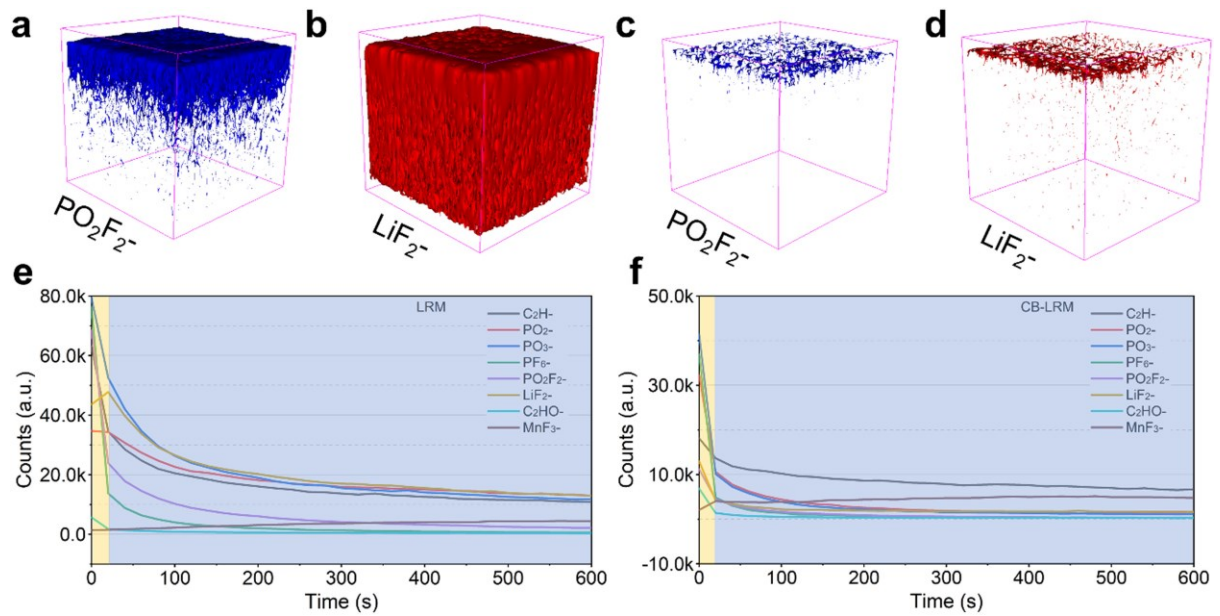 a
b
c
d
PO₂F₂⁻
LiF₂⁻
PO₂F₂⁻
LiF₂⁻
e
f
80.0k
60.0k
40.0k
20.0k
0.0
Counts (a.u.)
LRM
C₂H-
PO₂-
PO₃-
PF₆-
PO₂F₂-
LiF₂-
C₂HO-
MnF₃-
0 100 200 300 400 500 600
Time (s)
50.0k
30.0k
10.0k
-10.0k
Counts (a.u.)
CB-LRM
C₂H-
PO₂-
PO₃-
PF₆-
PO₂F₂-
LiF₂-
C₂HO-
MnF₃-
0 100 200 300 400 500 600
Time (s)